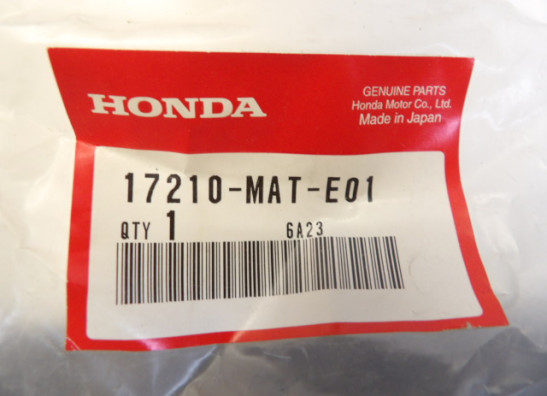 HONDA
GENUINE PARTS
Honda Motor Co., Ltd.
Made in Japan
17210-MAT-E01
QTY 1 6A23